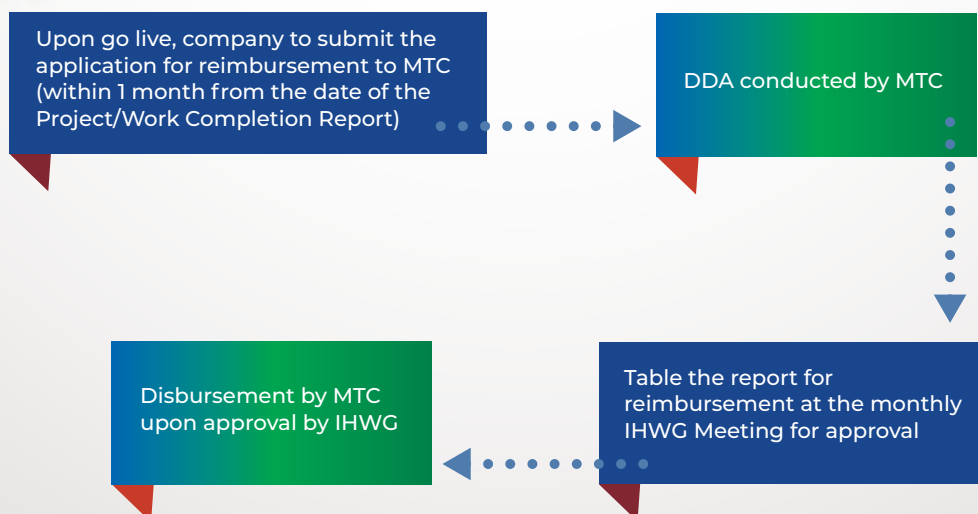 Upon go live, company to submit the
application for reimbursement to MTC
(within 1 month from the date of the
Project/Work Completion Report)
DDA conducted by MTC
Table the report for
reimbursement at the monthly
IHWG Meeting for approval
Disbursement by MTC
upon approval by IHWG